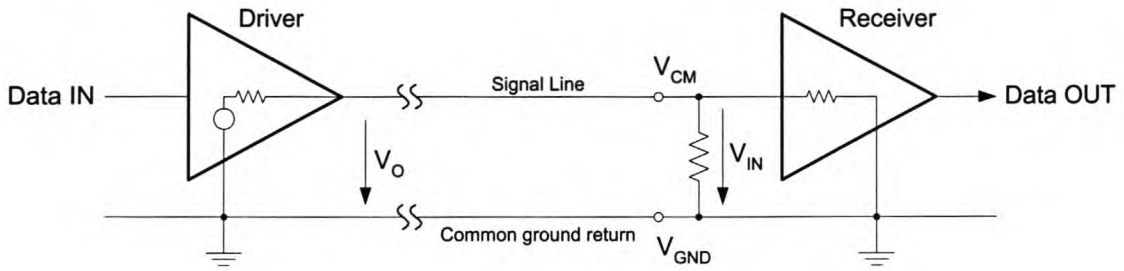 Driver
Receiver
Data IN
Signal Line
V_CM
Data OUT
V_O
V_IN
Common ground return
V_GND